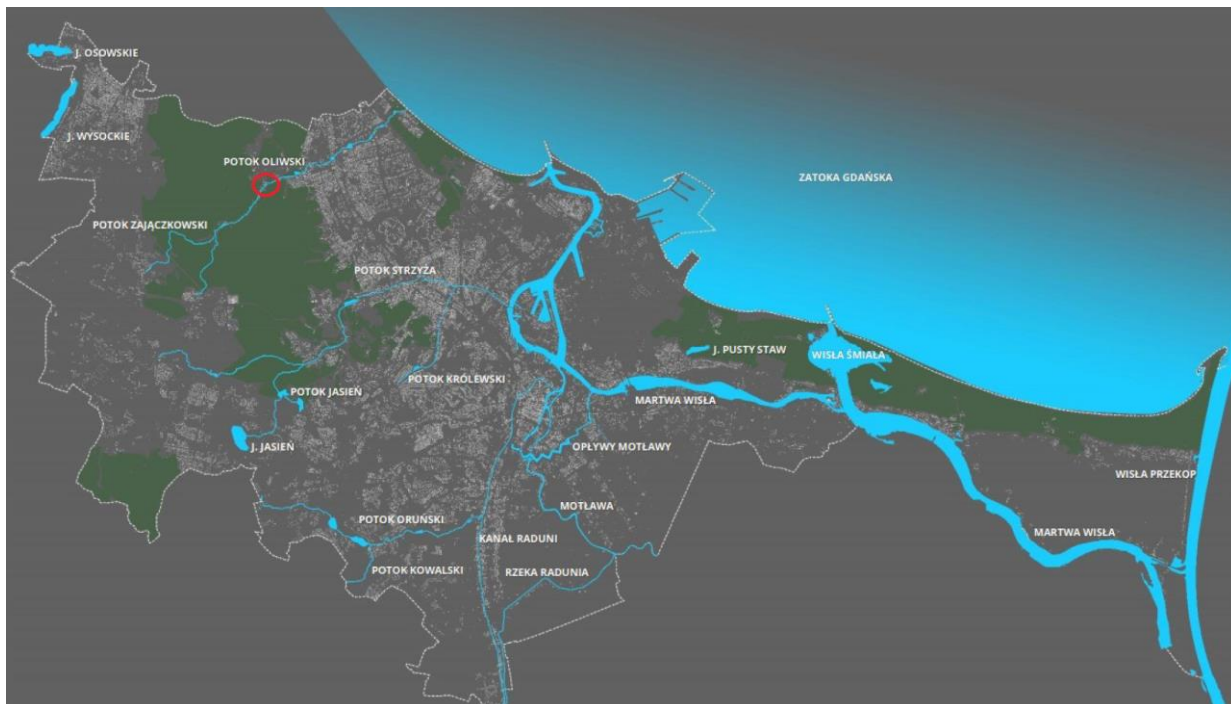 J. OSOWSKIE
J. WYSOCKIE
POTOK OLIWSKI
ZATOKA GDAŃSKA
POTOK ZAJĄCZKOWSKI
POTOK STRZYŻA
J. PUSTY STAW
WISŁA ŚMIAŁA
POTOK KRÓLEWSKI
POTOK JASIEŃ
MARTWA WISŁA
J. JASIEŃ
OPŁYWY MOTŁAWY
WISŁA PRZEKOP
MOTŁAWA
POTOK ORUŃSKI
MARTWA WISŁA
KANAŁ RADUNI
POTOK KOWALSKI
RZEKA RADUNIA